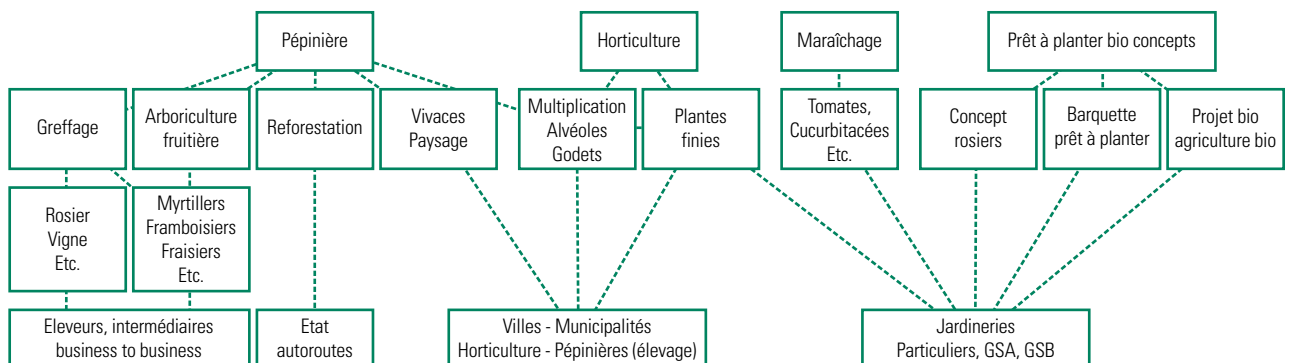 Pépinière
Horticulture
Maraîchage
Prêt à planter bio concepts
Greffage
Arboriculture
fruitière
Reforestation
Vivaces
Paysage
Multiplication
Alvéoles
Godets
Plantes
finies
Tomates,
Cucurbitacées
Etc.
Concept
rosiers
Barquette
prêt à planter
Projet bio
agriculture bio
Rosier
Vigne
Etc.
Myrtillers
Framboisiers
Fraisiers
Etc.
Eleveurs, intermédiaires
business to business
Etat
autoroutes
Villes - Municipalités
Horticulture - Pépinières (élevage)
Jardineries
Particuliers, GSA, GSB